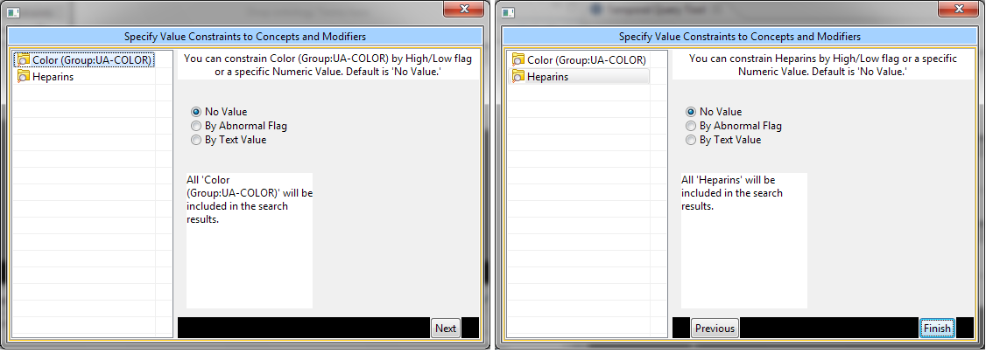 Specify Value Constraints to Concepts and Modifiers
Color (Group:UA-COLOR)
Heparins
You can constrain Color (Group:UA-COLOR) by High/Low flag
or a specific Numeric Value. Default is 'No Value.'
No Value
By Abnormal Flag
By Text Value
All 'Color
(Group:UA-COLOR)' will be
included in the search
results.
Next
Specify Value Constraints to Concepts and Modifiers
Color (Group:UA-COLOR)
Heparins
You can constrain Heparins by High/Low flag or a specific
Numeric Value. Default is 'No Value.'
No Value
By Abnormal Flag
By Text Value
All 'Heparins' will be
included in the search
results.
Previous
Finish